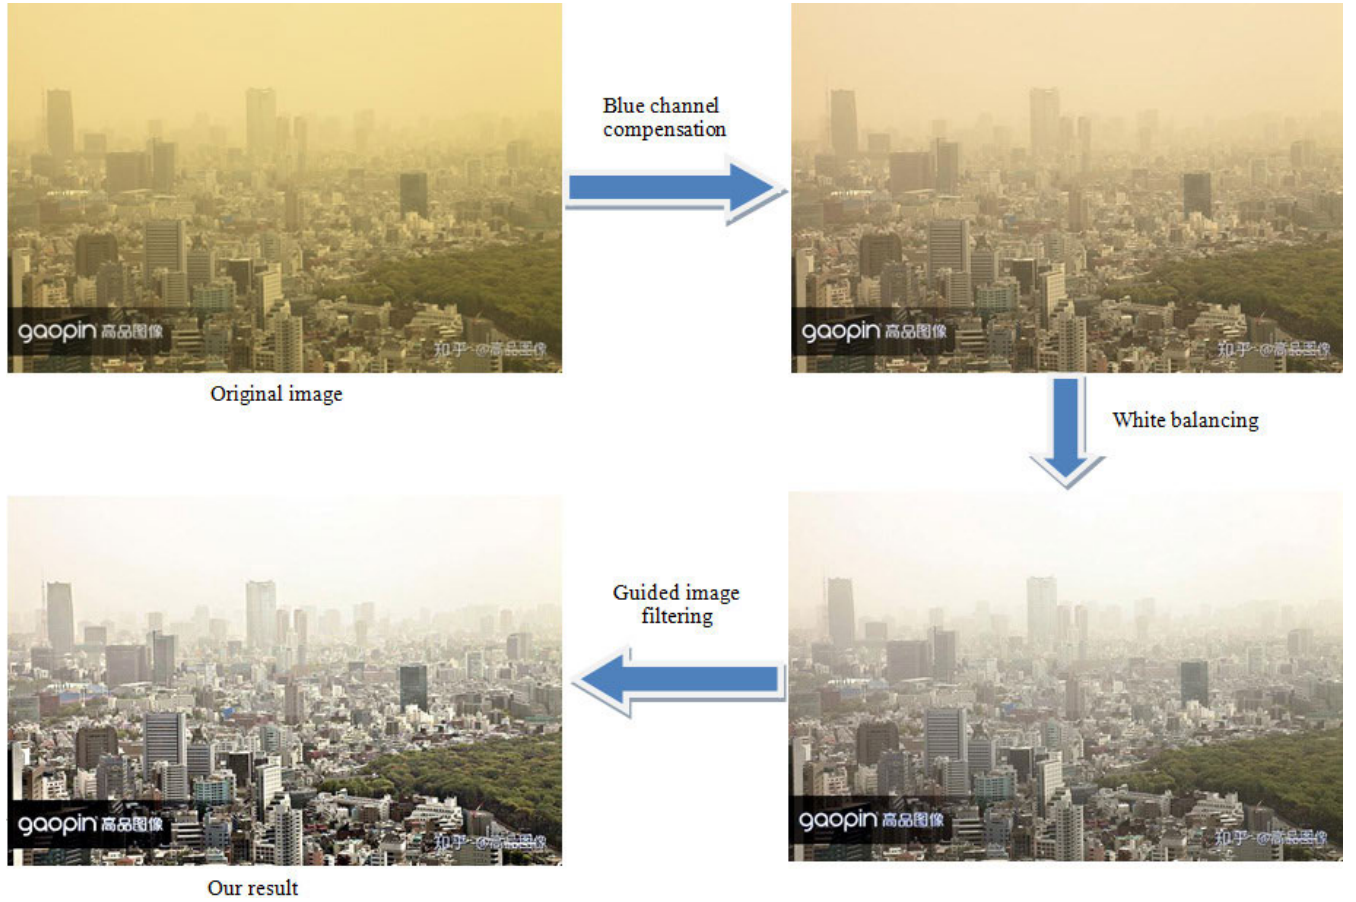 Blue channel
compensation
gaopin 高品图像
知乎 @高品图像
gaopin 高品图像
知乎 @高品图像
Original image
White balancing
Guided image
filtering
gaopin 高品图像
知乎 @高品图像
gaopin 高品图像
知乎 @高品图像
Our result